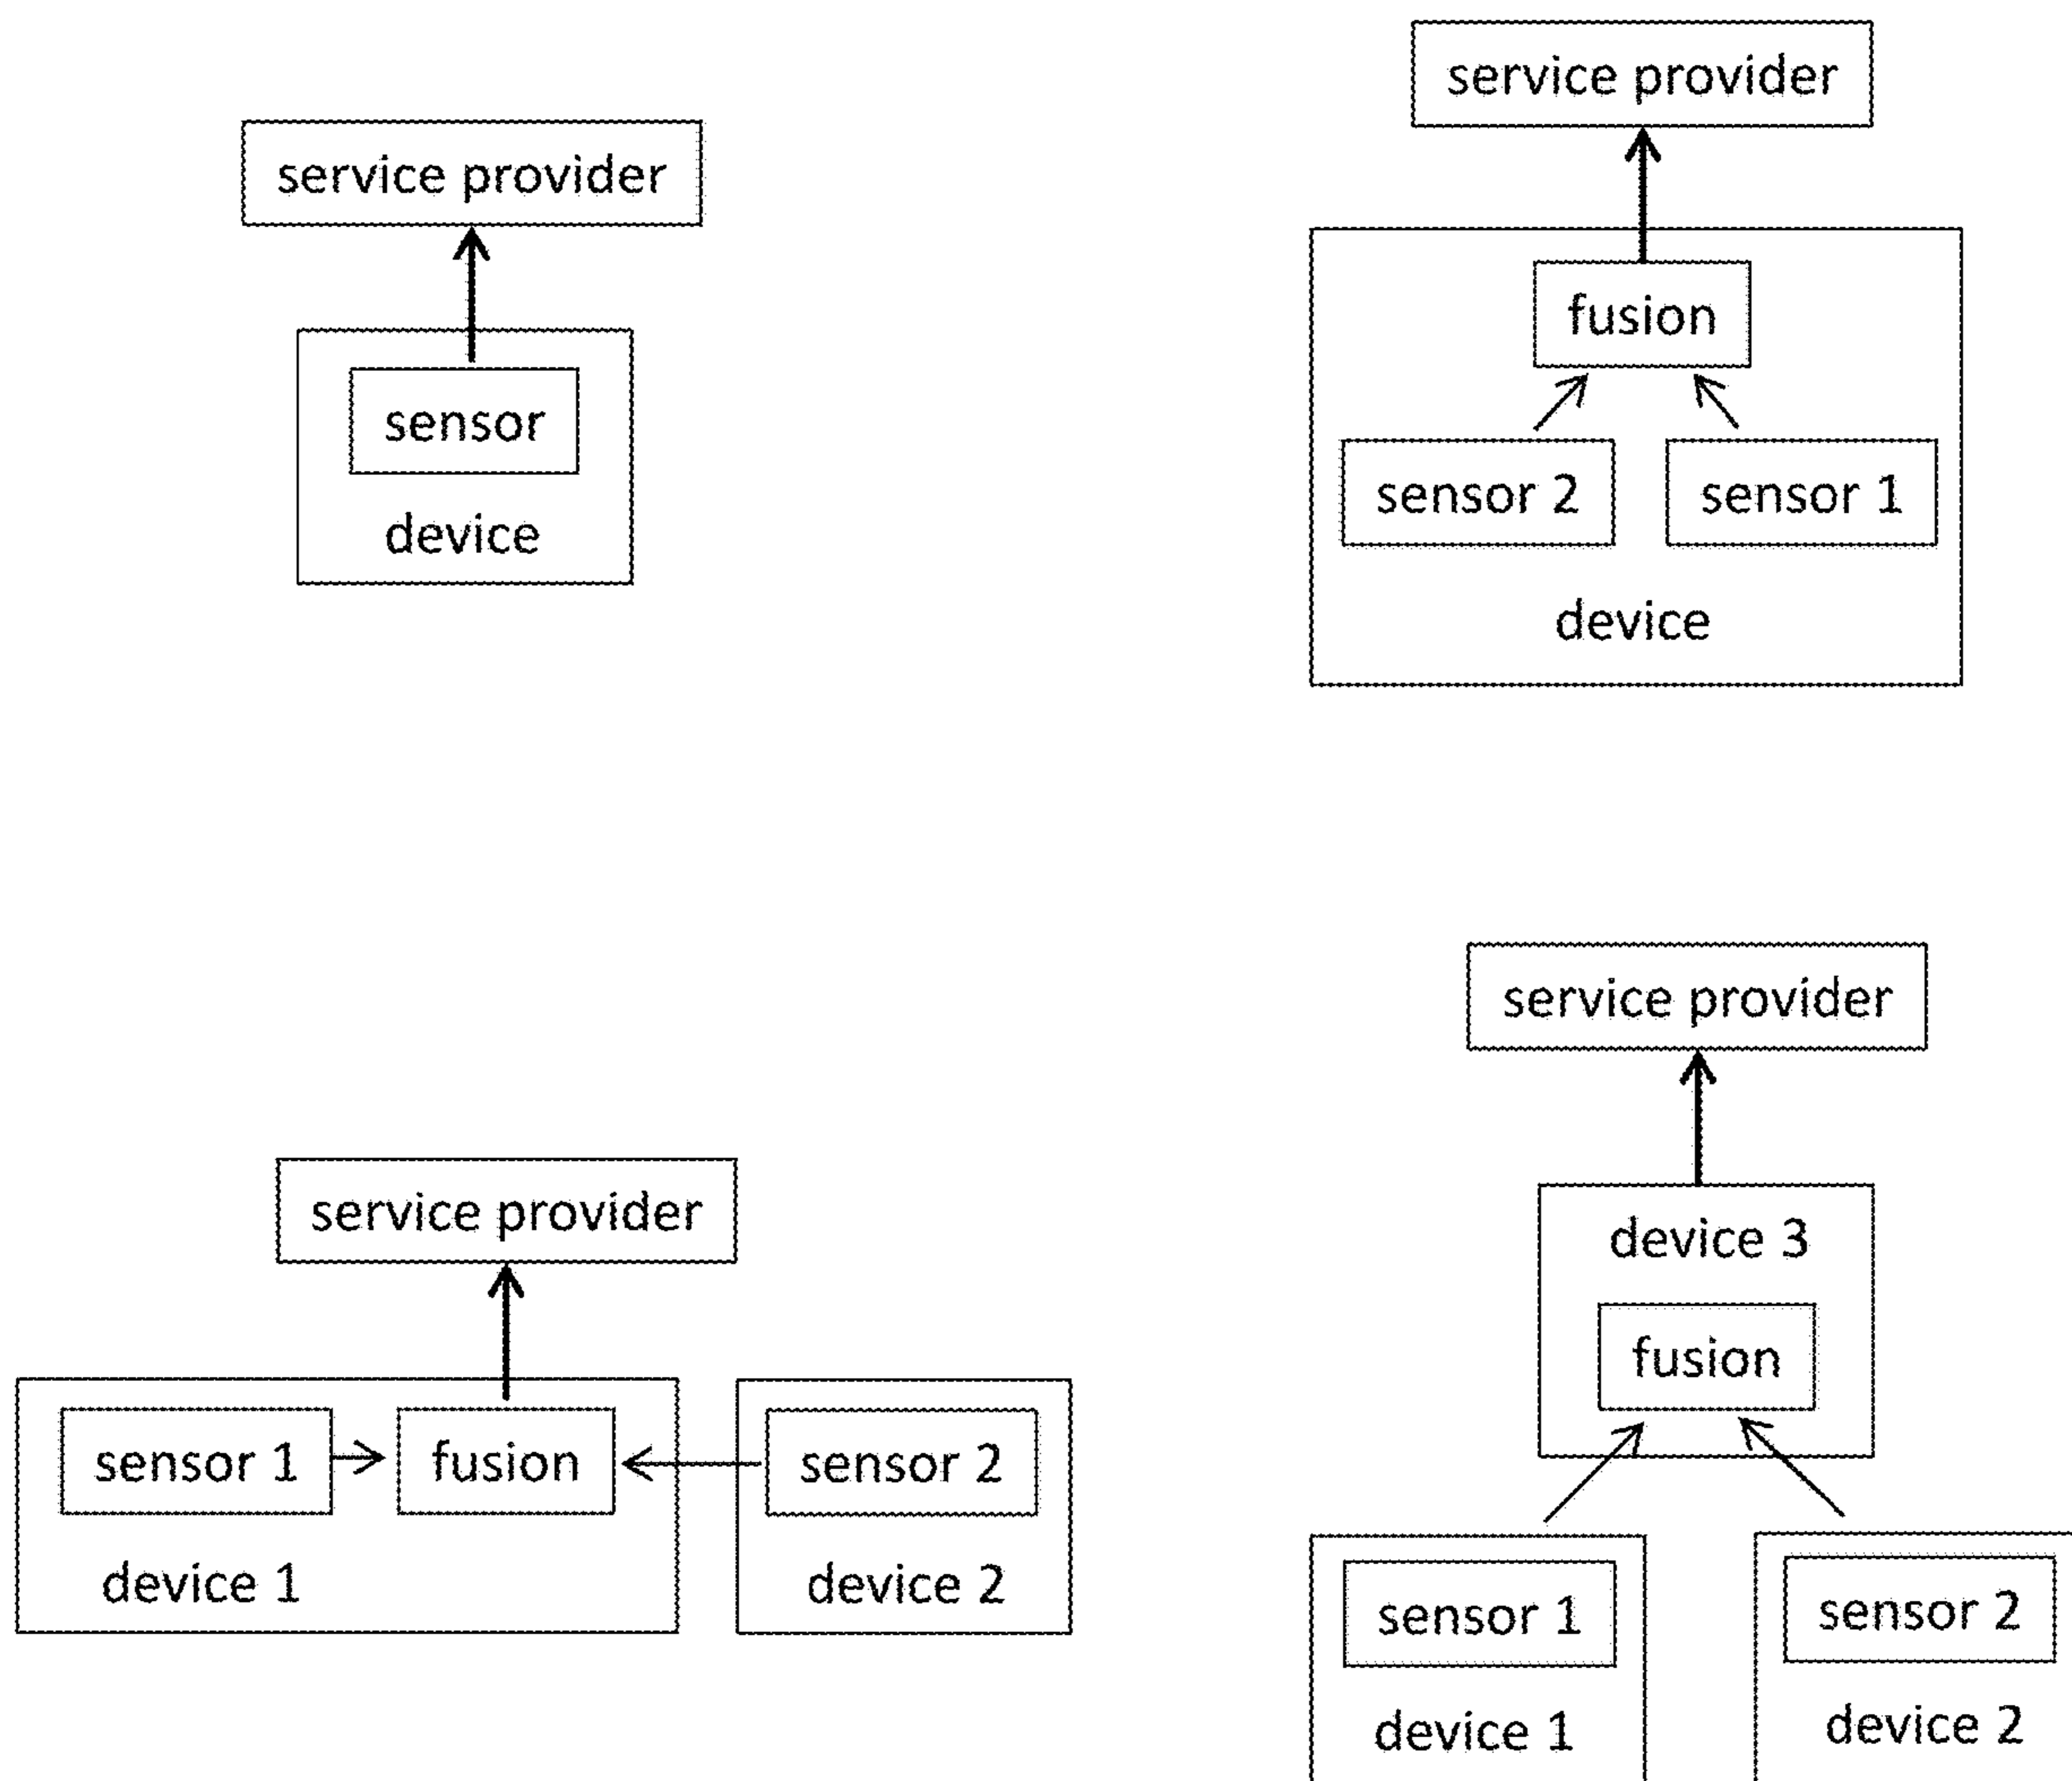 service provider
sensor
device
service provider
fusion
sensor 2
sensor 1
device
service provider
sensor 1
fusion
sensor 2
device 1
device 2
service provider
device 3
fusion
sensor 1
sensor 2
device 1
device 2